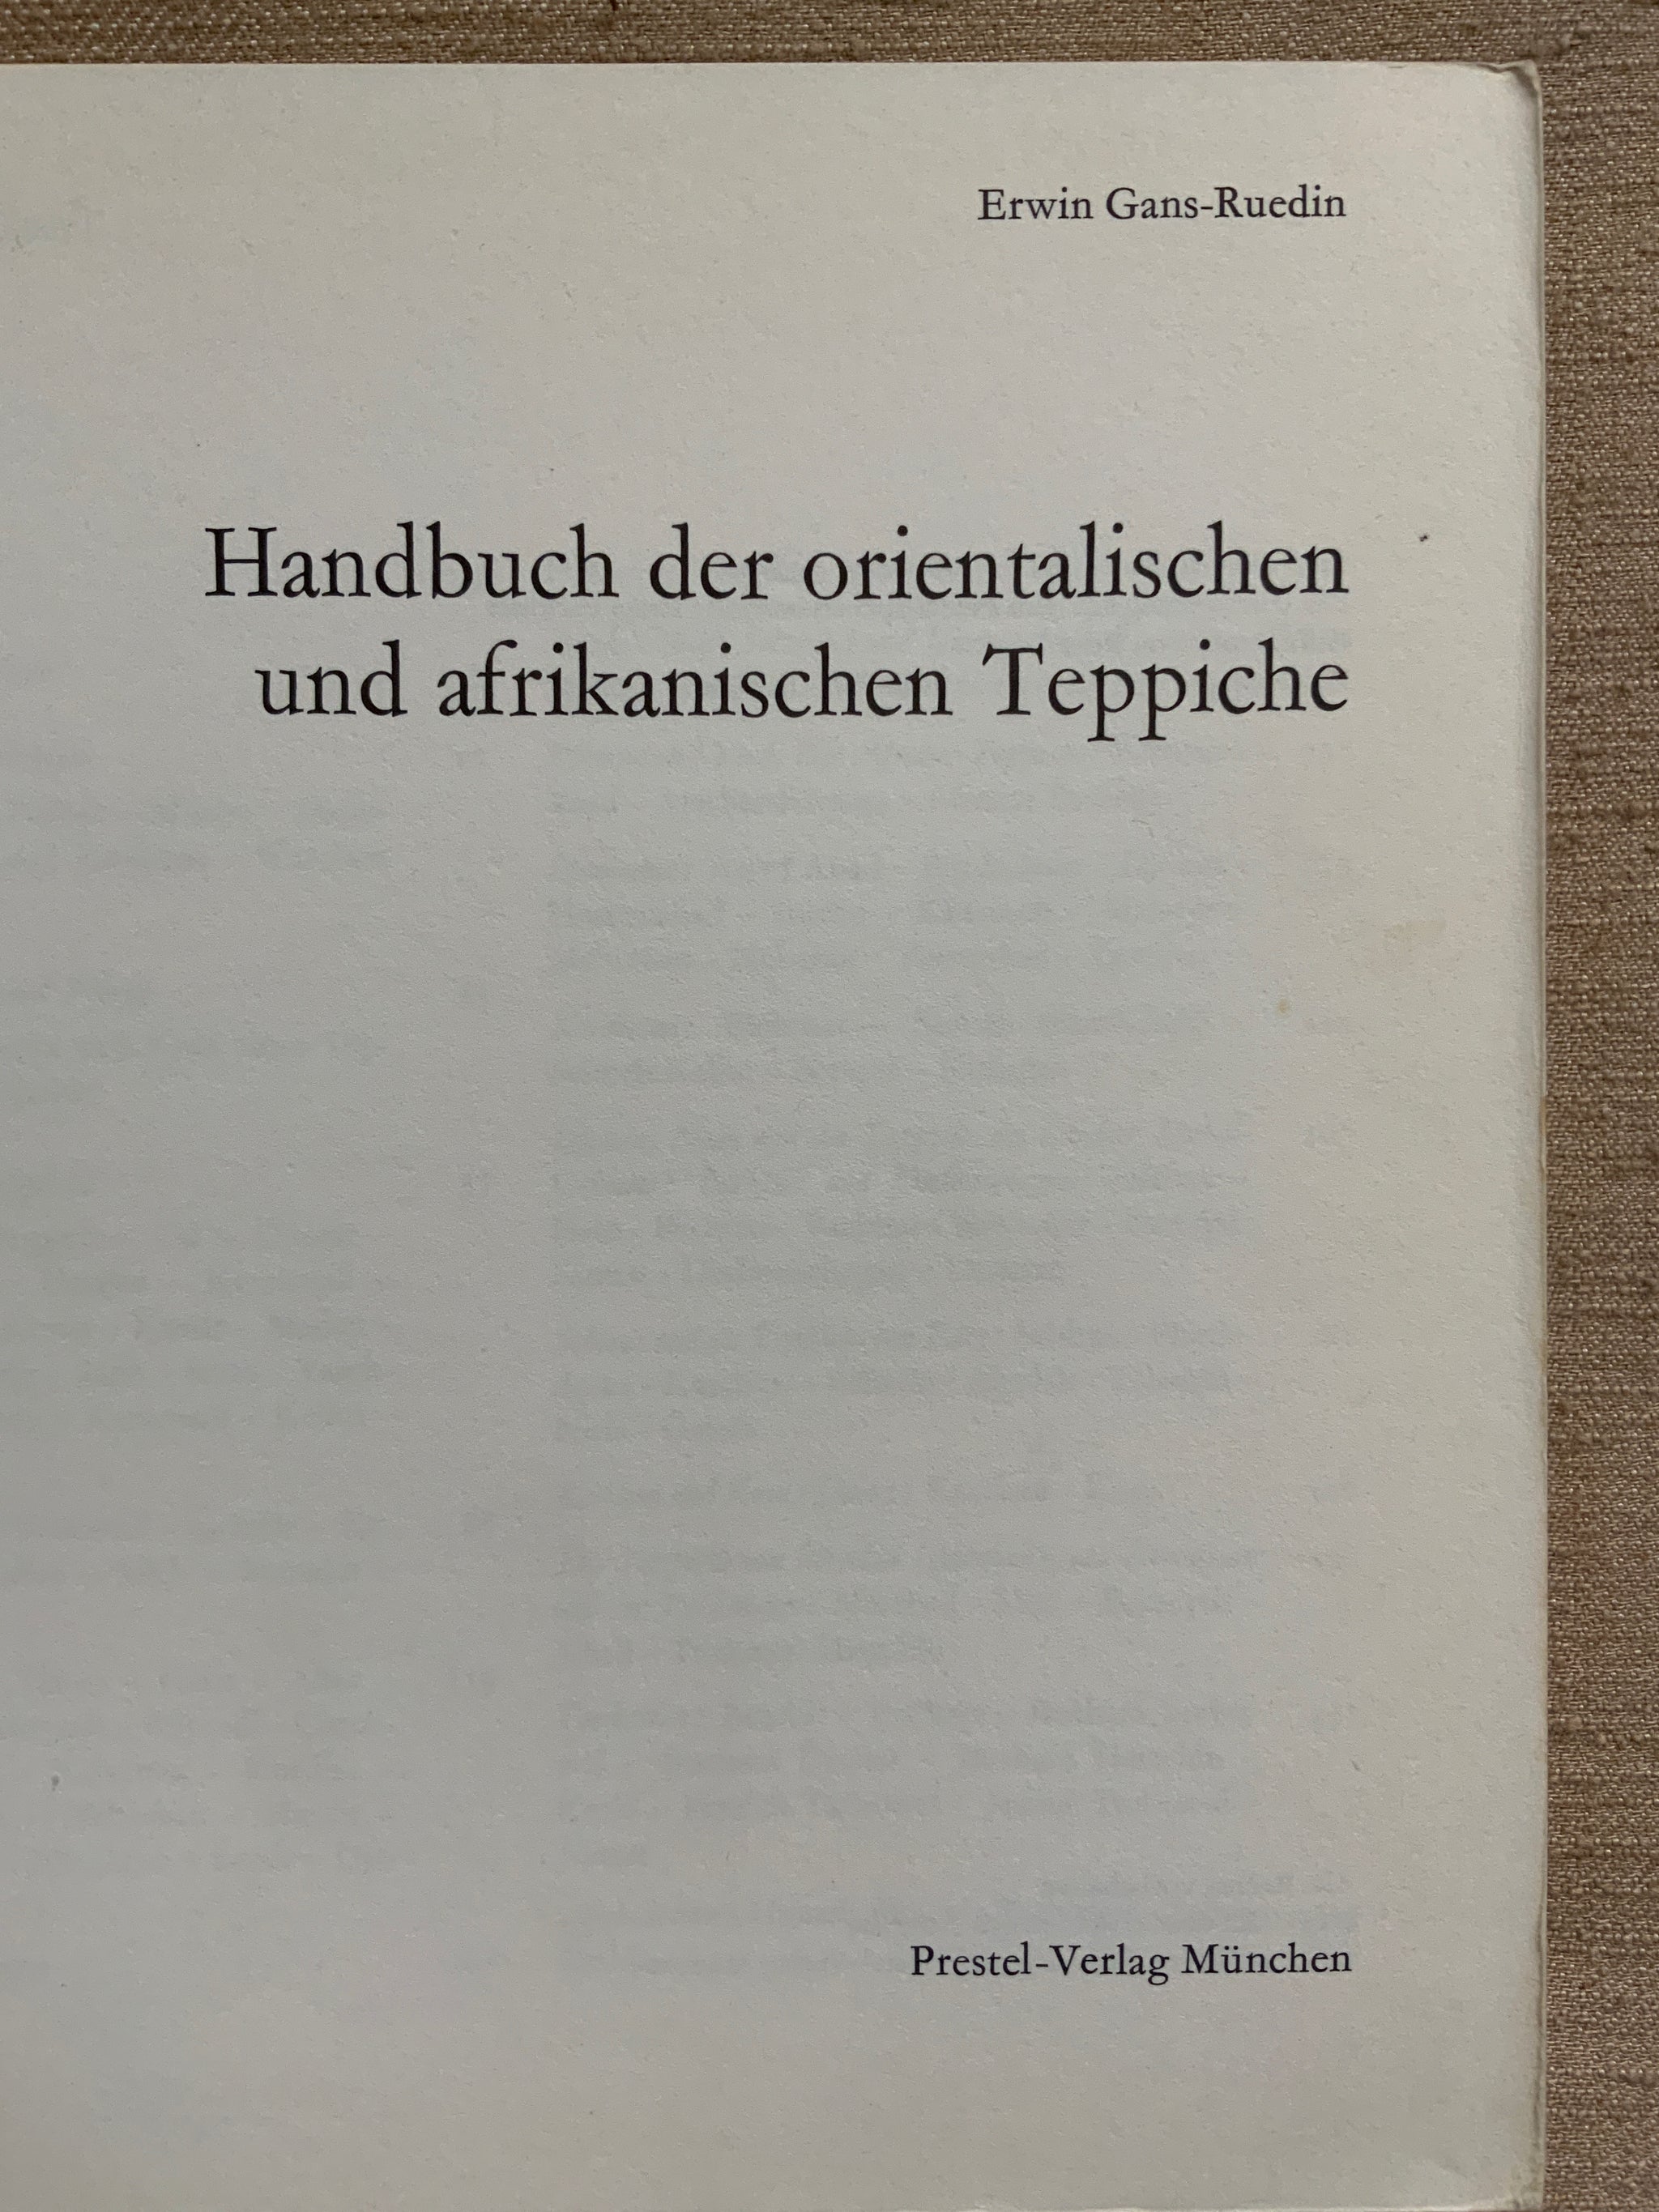 Erwin Gans-Ruedin
Handbuch der orientalischen
und afrikanischen Teppiche
Prestel-Verlag München